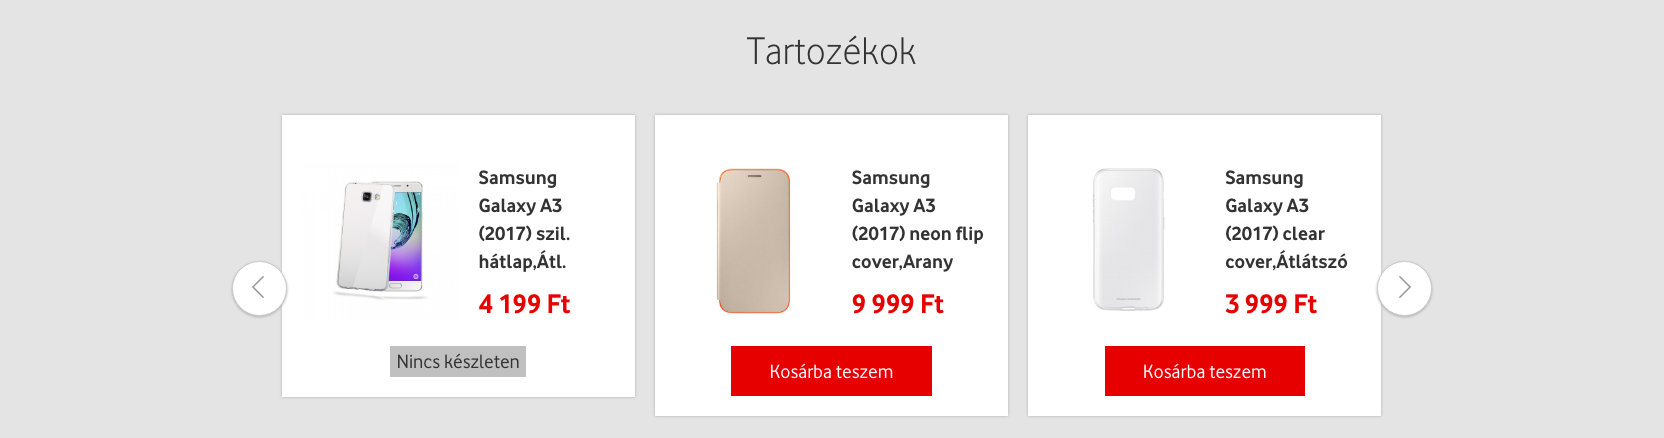 Tartozékok
Samsung
Galaxy A3
(2017) szil.
hátlap,Átl.
4 199 Ft
Nincs készleten
Samsung
Galaxy A3
(2017) neon flip
cover,Arany
9 999 Ft
Kosárba teszem
Samsung
Galaxy A3
(2017) clear
cover,Átlátszó
3 999 Ft
Kosárba teszem